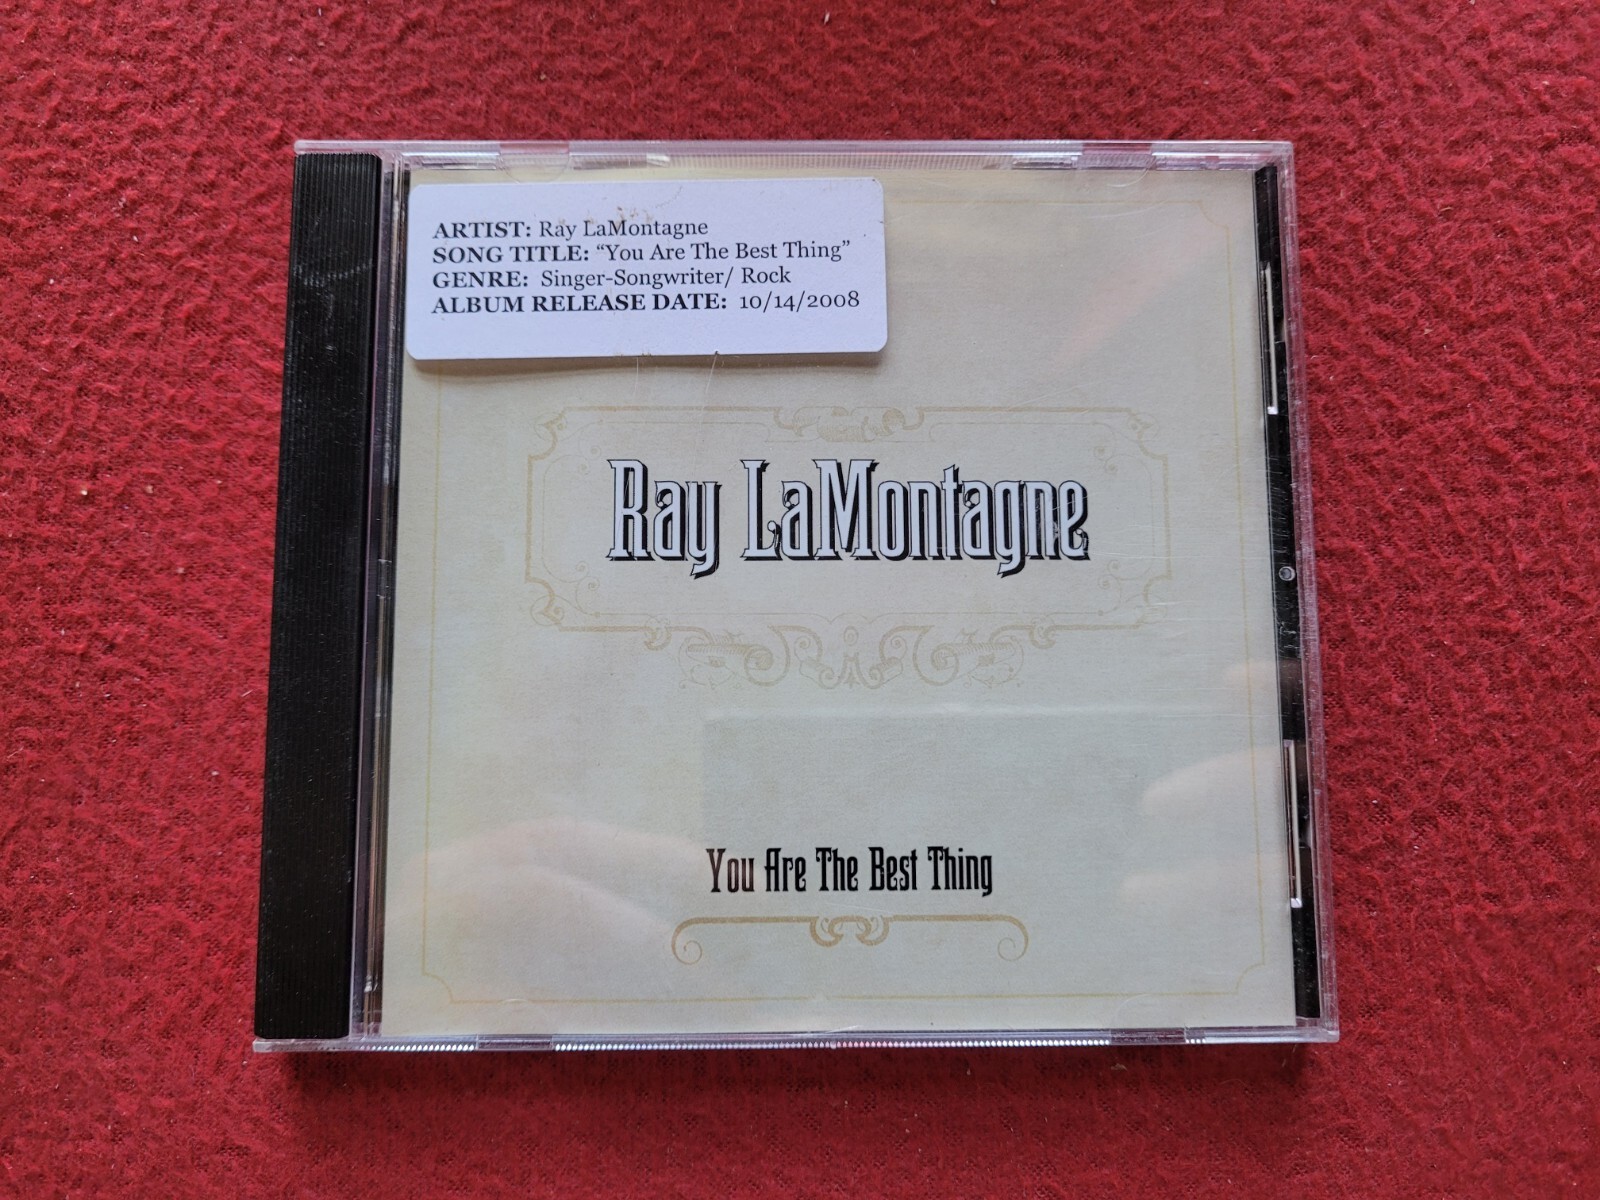 ARTIST: Ray LaMontagne
SONG TITLE: “You Are The Best Thing”
GENRE: Singer-Songwriter/ Rock
ALBUM RELEASE DATE: 10/14/2008
Ray LaMontagne
You Are The Best Thing